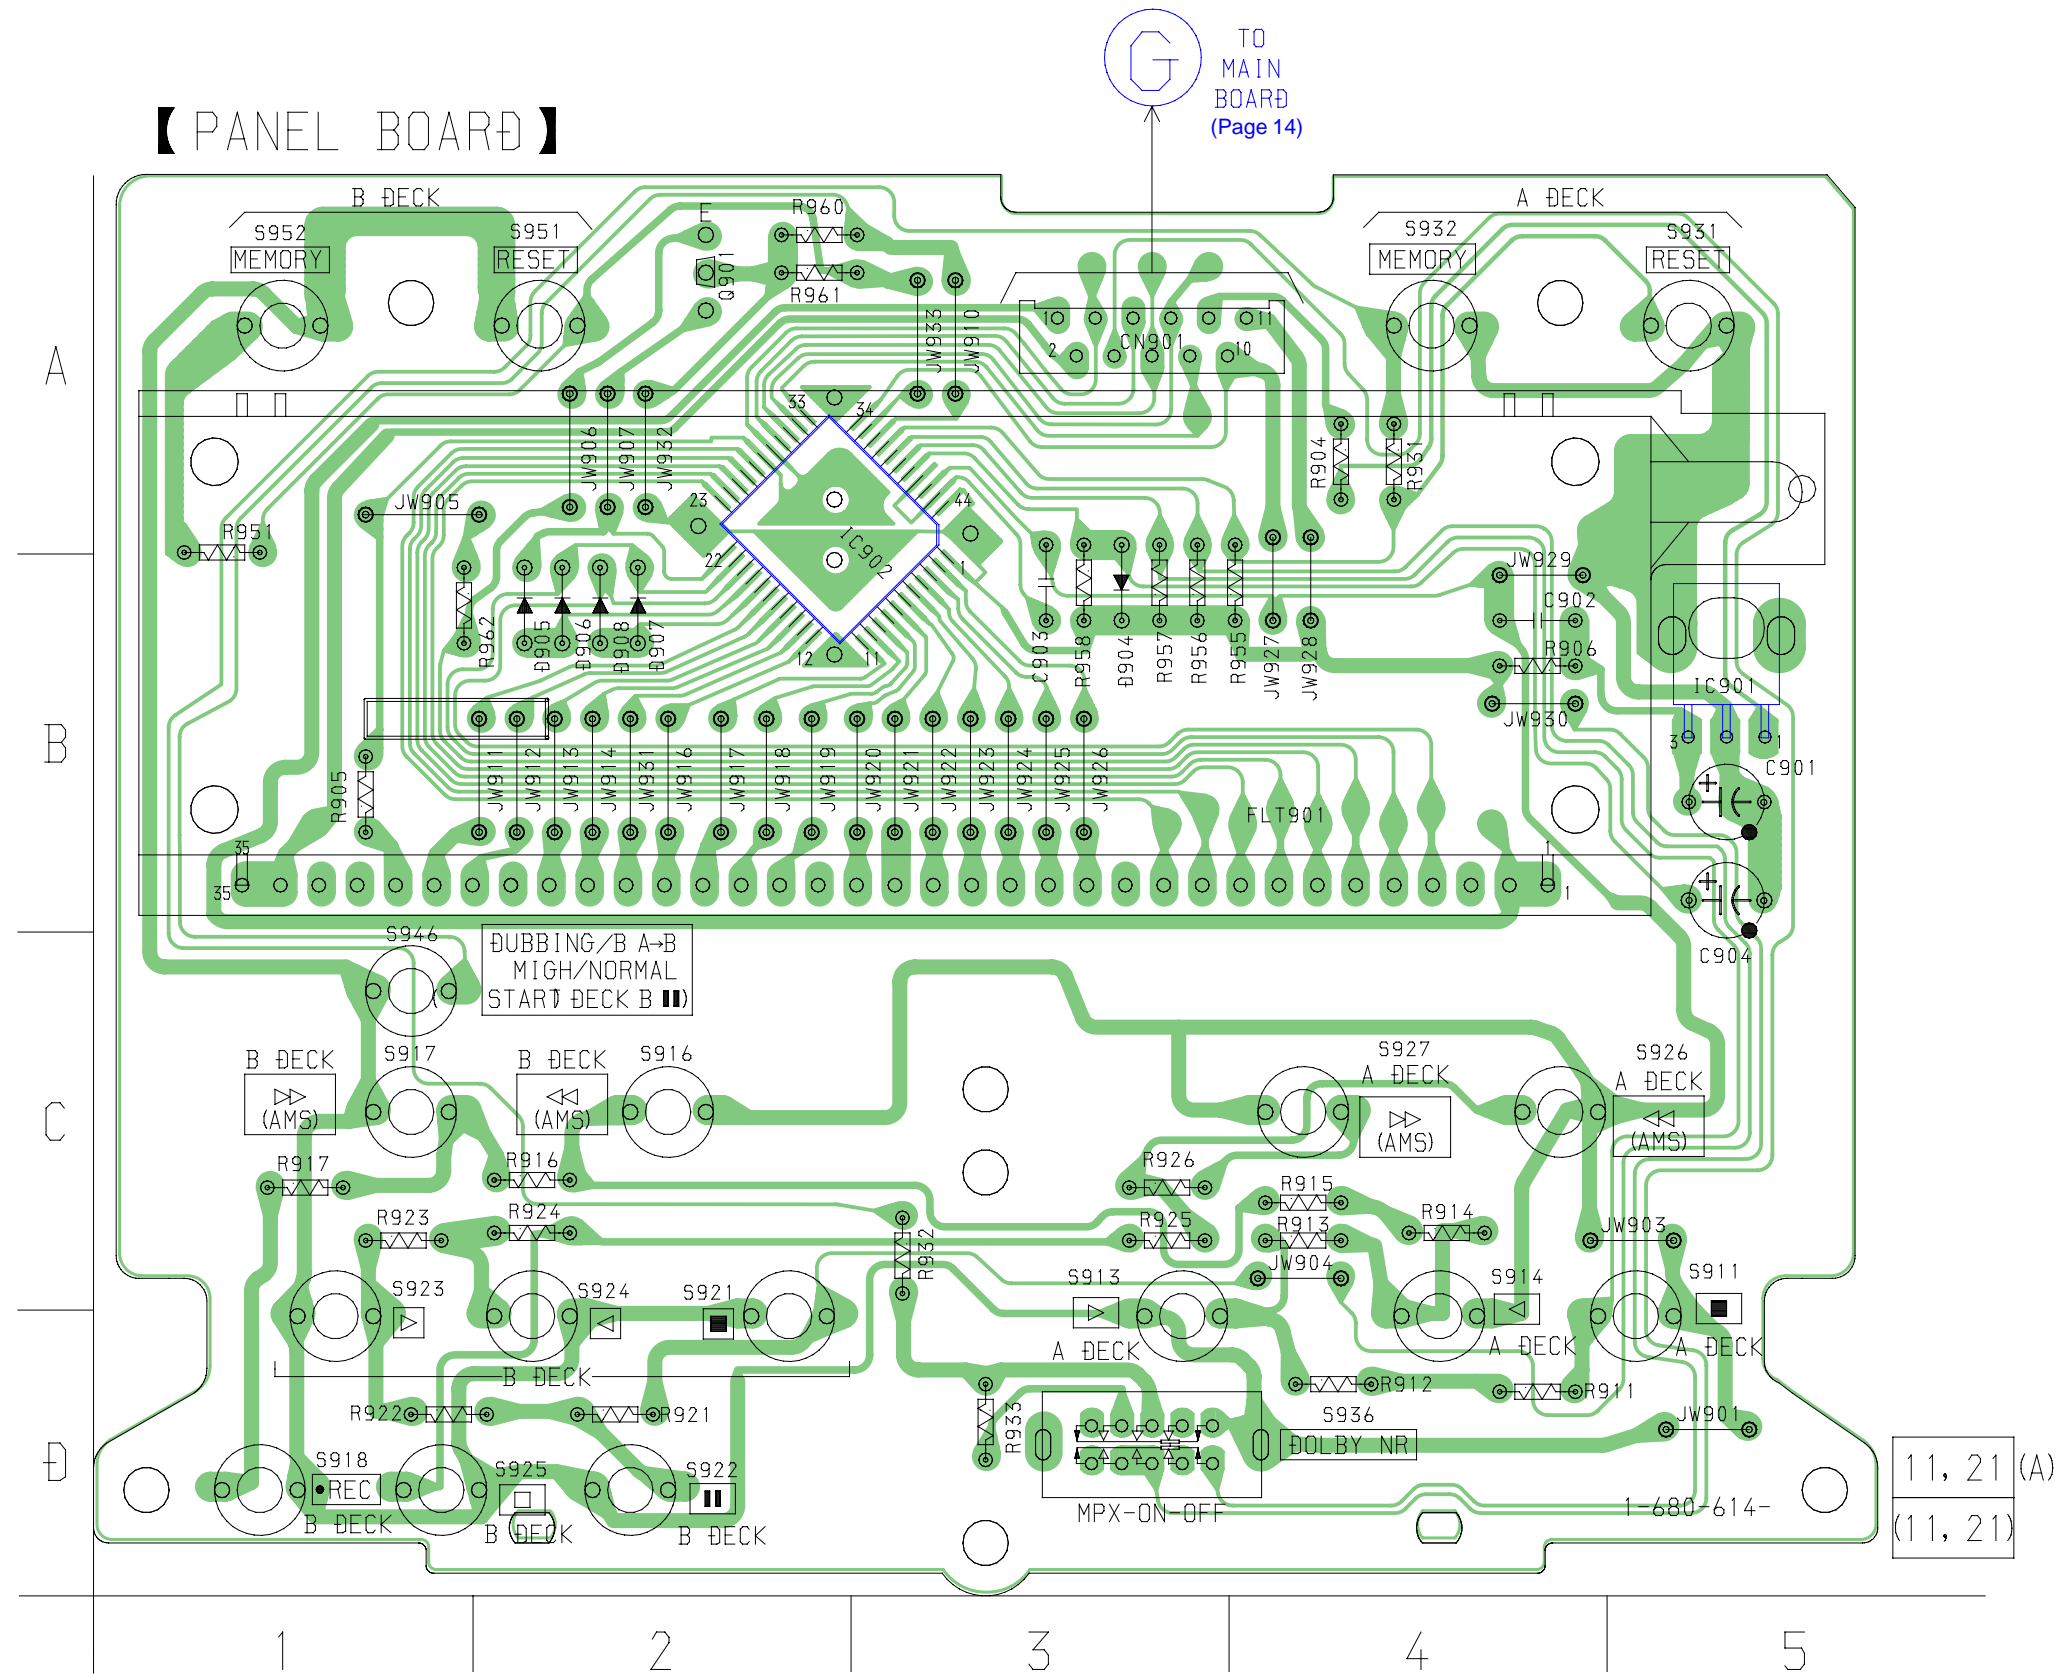 G
TO
MAIN
BOARD
(Page 14)
【PANEL BOARD】
B DECK
A DECK
S952
MEMORY
S951
RESET
E
Q901
R960
R961
S932
MEMORY
S931
RESET
JW933
JW910
1
11
2
CN901
10
A
33
34
JW906
JW907
JW932
R904
R931
23
44
JW905
R951
IC902
22
1
JW929
C902
R962
D905
D906
D908
D907
12
11
C903
R958
D904
R957
R956
R955
JW927
JW928
R906
IC901
JW930
3
1
B
R905
JW911
JW912
JW913
JW914
JW931
JW916
JW917
JW918
JW919
JW920
JW921
JW922
JW923
JW924
JW925
JW926
FLT901
C901
35
1
35
1
S946
DUBBING/B A→B
MIGH/NORMAL
START DECK B ❚❚)
C904
B DECK
S917
B DECK
S916
S927
A DECK
S926
A DECK
▷▷
(AMS)
◁◁
(AMS)
▷▷
(AMS)
◁◁
(AMS)
C
R917
R916
R926
R915
R923
R924
R925
R913
R914
JW903
R932
JW904
S923
S924
S921
S913
S914
S911
A DECK
A DECK
A DECK
B DECK
R912
R911
R922
R921
R933
S936
JW901
DOLBY NR
D
S918
REC
S925
S922
B DECK
B DECK
B DECK
MPX-ON-OFF
1-680-614-
11, 21 (A)
(11, 21)
1
2
3
4
5